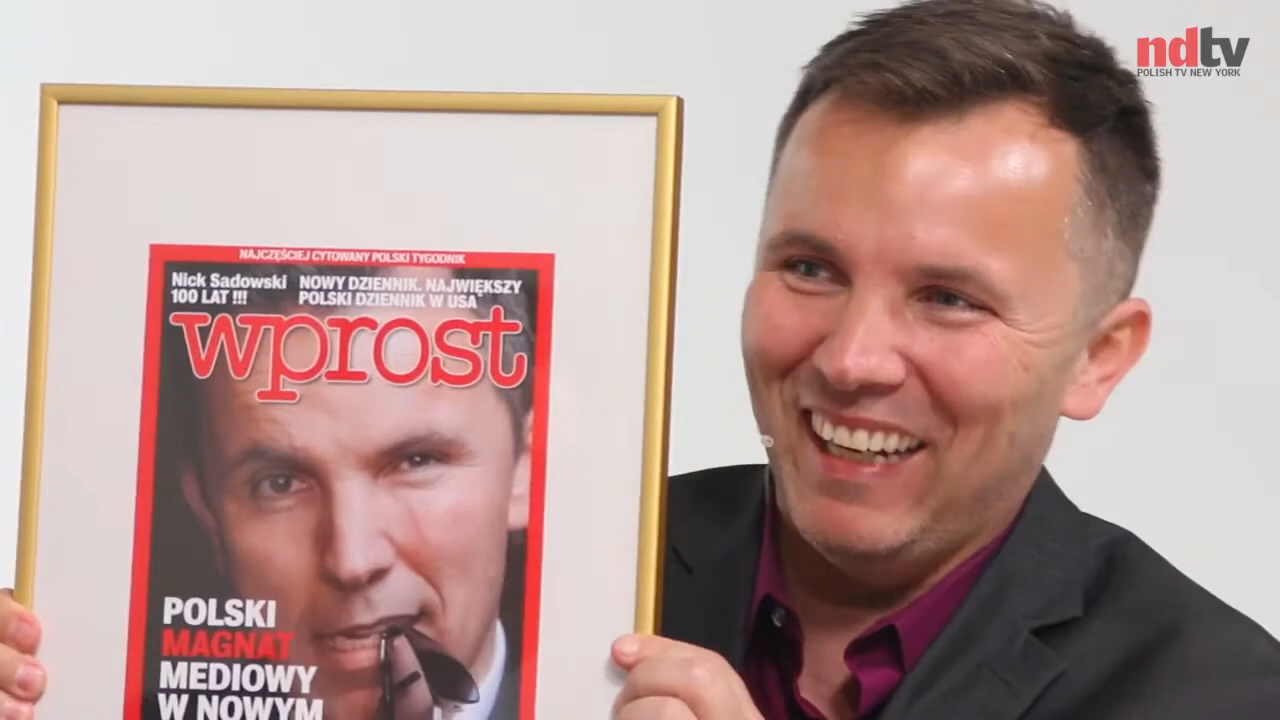 ndtv
POLISH TV NEW YORK
NAJCZĘŚCIEJ CYTOWANY POLSKI TYGODNIK
Nick Sadowski
100 LAT !!!
NOWY DZIENNIK. NAJWIĘKSZY
POLSKI DZIENNIK W USA
wprost
POLSKI
MAGNAT
MEDIOWY
W NOWYM